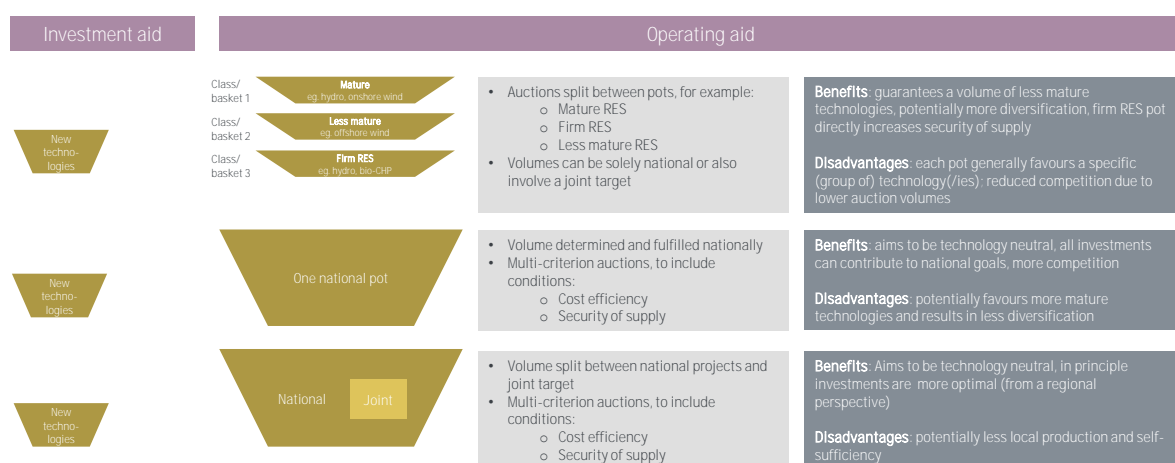 Investment aid
Operating aid
New
techno-
logies
Class/
basket 1
Mature
eg. hydro, onshore wind
Class/
basket 2
Less mature
eg. offshore wind
Class/
basket 3
Firm RES
eg. hydro, bio-CHP
• Auctions split between pots, for example:
o Mature RES
o Firm RES
o Less mature RES
• Volumes can be solely national or also
involve a joint target
Benefits: guarantees a volume of less mature
technologies, potentially more diversification, firm RES pot
directly increases security of supply
Disadvantages: each pot generally favours a specific
(group of) technology(/ies): reduced competition due to
lower auction volumes
New
techno-
logies
One national pot
• Volume determined and fulfilled nationally
• Multi-criterion auctions, to include
conditions:
o Cost efficiency
o Security of supply
Benefits: aims to be technology neutral, all investments
can contribute to national goals, more competition
Disadvantages: potentially favours more mature
technologies and results in less diversification
New
techno-
logies
National
Joint
• Volume split between national projects and
joint target
• Multi-criterion auctions, to include
conditions:
o Cost efficiency
o Security of supply
Benefits: Aims to be technology neutral, in principle
investments are more optimal (from a regional
perspective)
Disadvantages: potentially less local production and self-
sufficiency